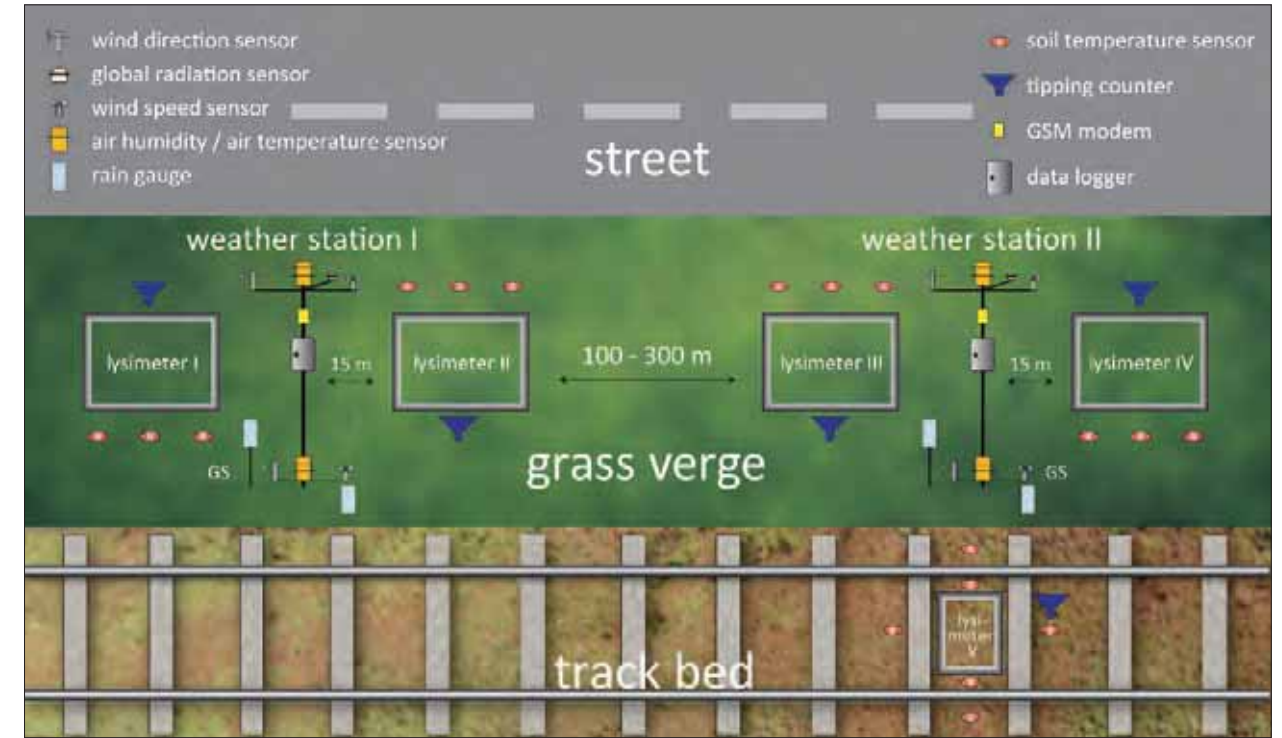 wind direction sensor
global radiation sensor
wind speed sensor
air humidity / air temperature sensor
rain gauge
soil temperature sensor
tipping counter
GSM modem
data logger
street
weather station I
weather station II
lysimeter I
15 m
lysimeter II
100 - 300 m
lysimeter III
15 m
lysimeter IV
GS
grass verge
GS
lysi-
meter
V
track bed